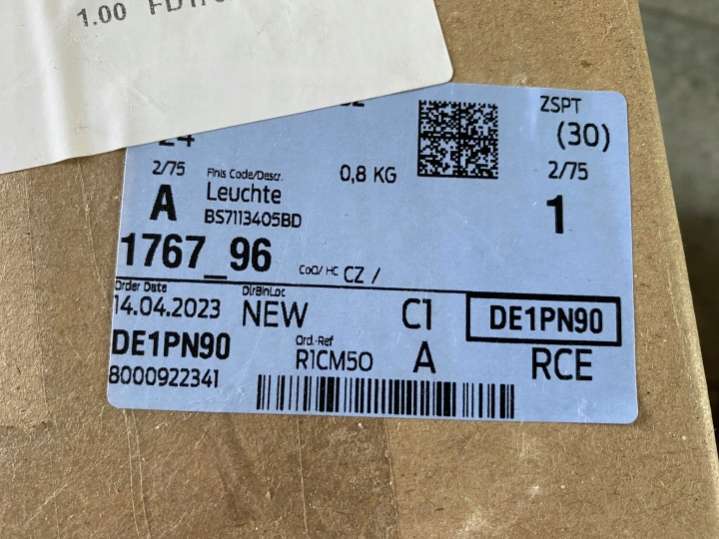 1.00
24
ZSPT
(30)
2/75
Finis Code/Descr.
0,8 KG
2/75
A
Leuchte
BS7113405BD
1
1767_96
CoO/ HC CZ /
Order Date
DlrBinLoc
14.04.2023
NEW
C1
DE1PN90
DE1PN90
Ord.-Ref
R1CM50
A
RCE
8000922341